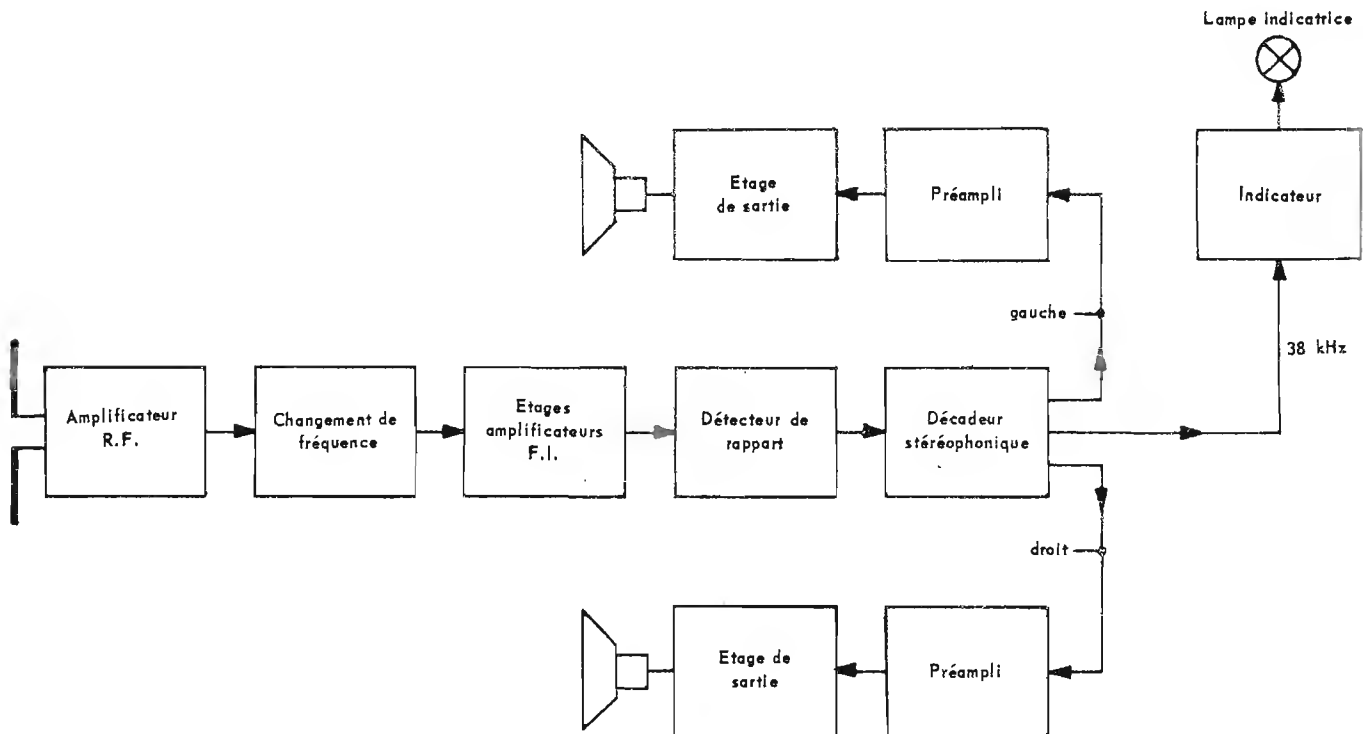 Lampe indicatrice
Etage
de sartie
Préampli
Indicateur
gauche
38 kHz
Amplificateur
R.F.
Changement de
fréquence
Etages
amplificateurs
F.I.
Détecteur de
rappart
Décadeur
stéréophonique
droit
Etage de
sartie
Préampli